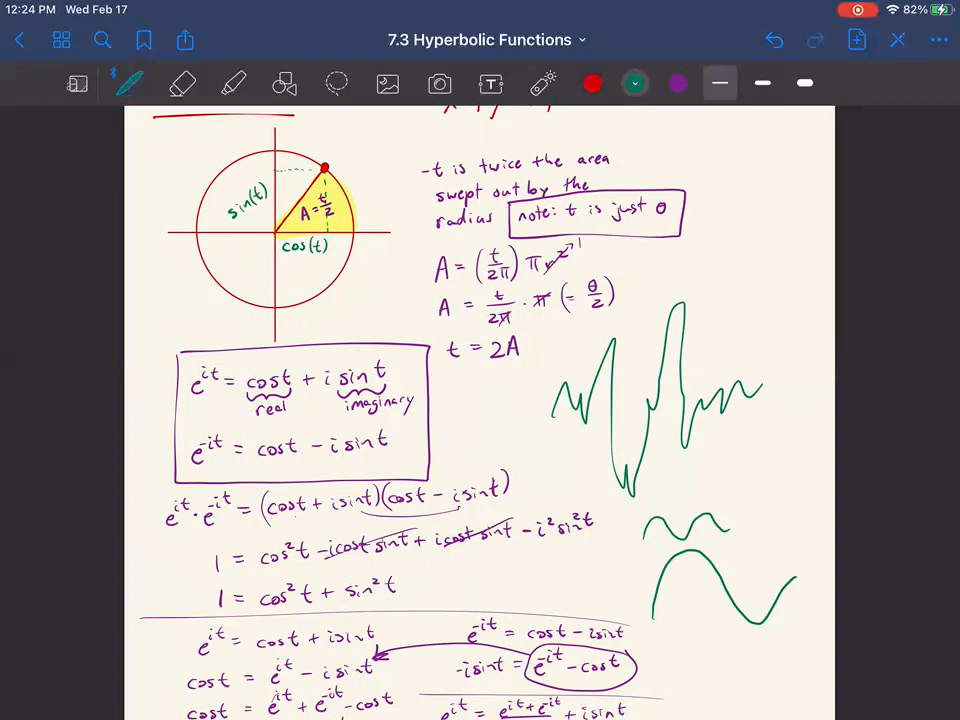 12:24 PM Wed Feb 17
82%
7.3 Hyperbolic Functions
T
sin(t)
A = t/2
cos(t)
-t is twice the area
swept out by the
radius
note: t is just θ
A = (t/2π) πr² 1
A = t/2π · π (= θ/2)
t = 2A
e^it = cost + i sint
real imaginary
e^-it = cost - i sint
e^it · e^-it = (cost + isint)(cost - isint)
1 = cos²t - icost sint + icost sint - i²sin²t
1 = cos²t + sin²t
e^it = cost + isint
cost = e^it - isint
cost = e^it + e^-it - cost
e^-it = cost - isint
-isint = e^-it - cost
e^it = e^it + e^-it + isint